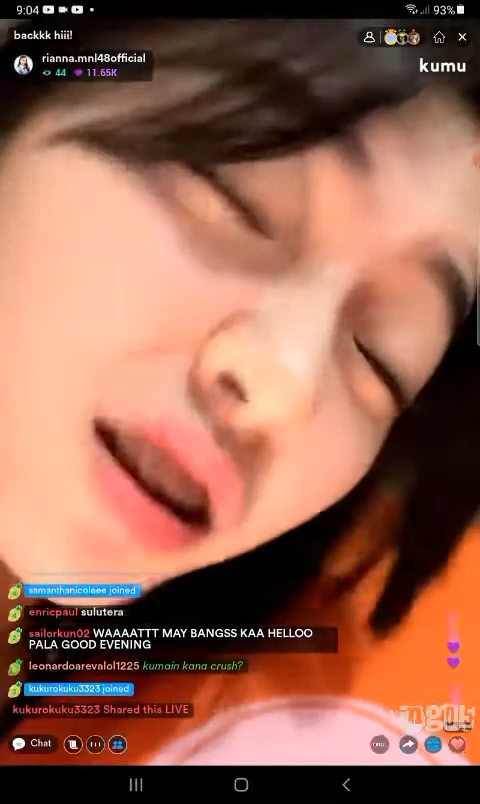 9:04
93%
backkk hiii!
rianna.mnl48official
44 11.65K
kumu
samanthanicoleee joined
enricpaul sulutera
sailorkun02 WAAAATTT MAY BANGSS KAA HELLOO
PALA GOOD EVENING
leonardoarevalol1225 kumain kana crush?
kukurokuku3323 joined
kukurokuku3323 Shared this LIVE
Chat